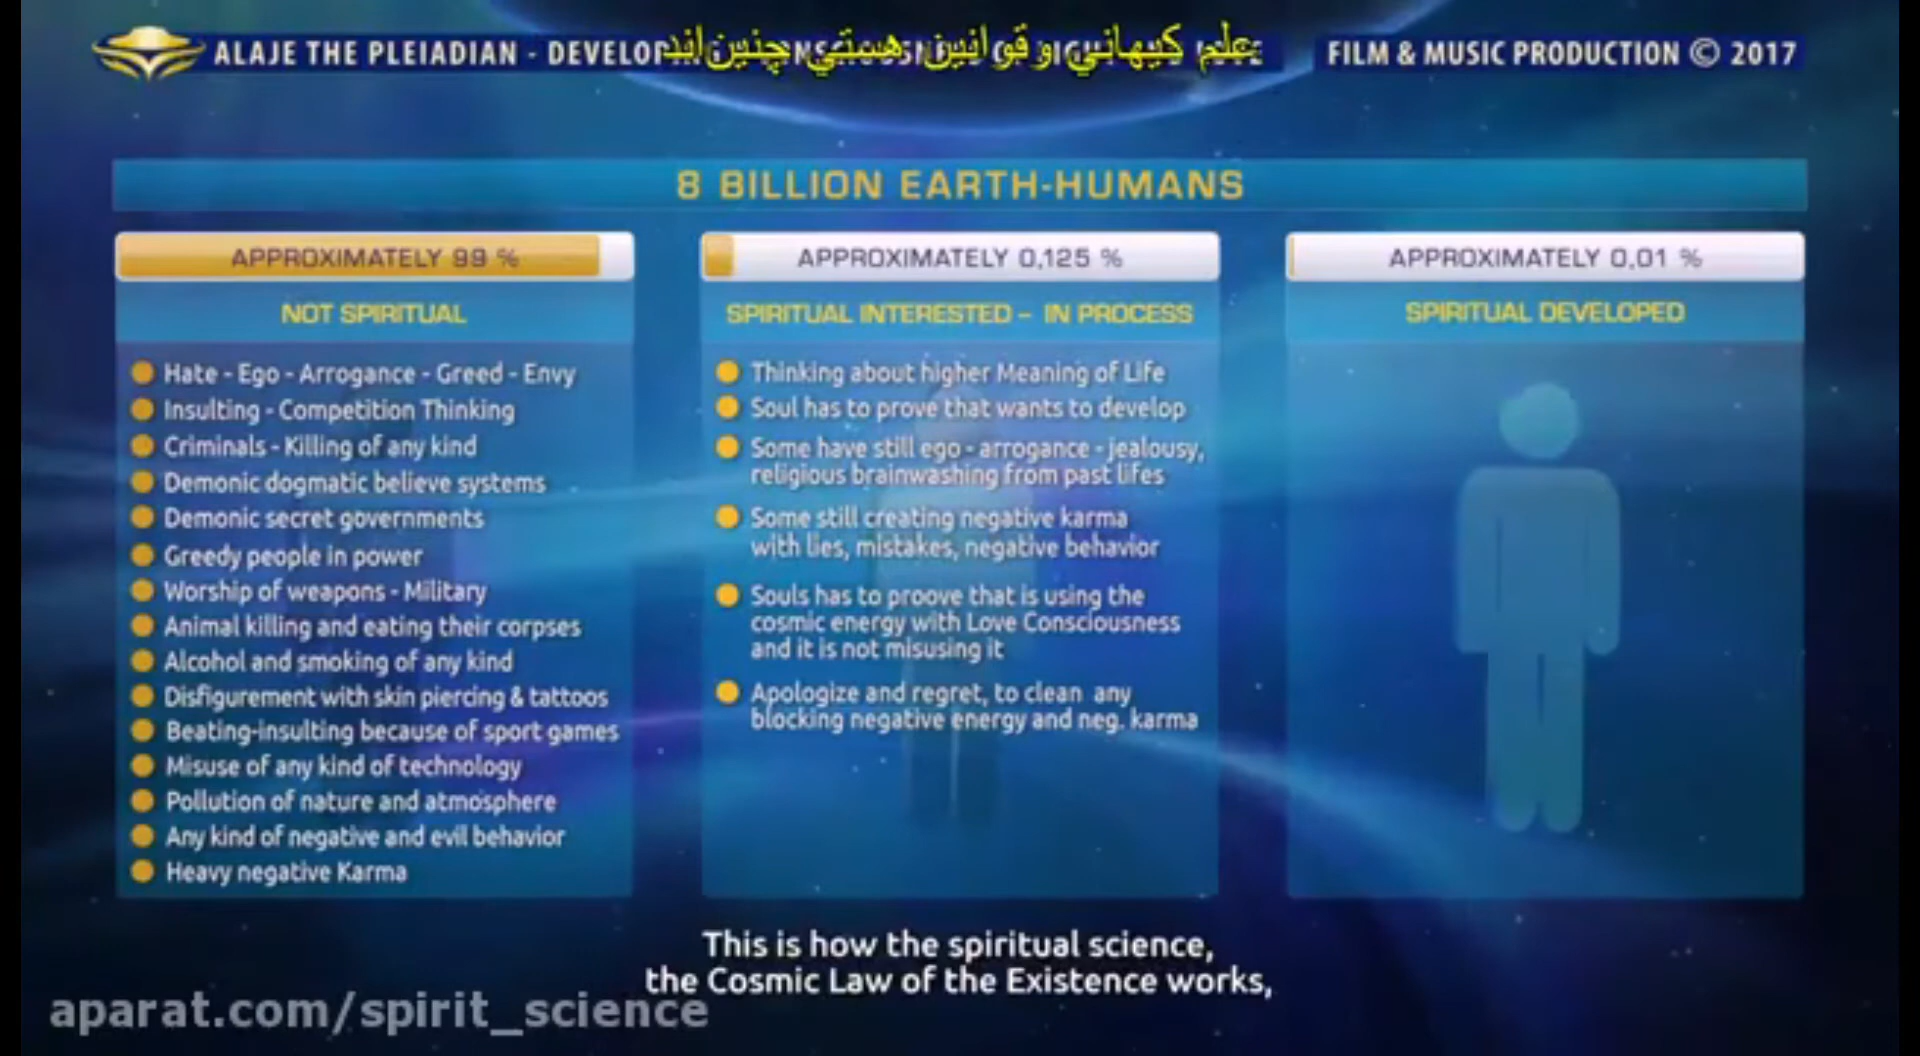 ALAJE THE PLEIADIAN - DEVELO
علم كيهاني و قوانين هستي چنين اند
FILM & MUSIC PRODUCTION © 2017
8 BILLION EARTH-HUMANS
APPROXIMATELY 99 %
NOT SPIRITUAL
Hate - Ego - Arrogance - Greed - Envy
Insulting - Competition Thinking
Criminals - Killing of any kind
Demonic dogmatic believe systems
Demonic secret governments
Greedy people in power
Worship of weapons - Military
Animal killing and eating their corpses
Alcohol and smoking of any kind
Disfigurement with skin piercing & tattoos
Beating-insulting because of sport games
Misuse of any kind of technology
Pollution of nature and atmosphere
Any kind of negative and evil behavior
Heavy negative Karma
APPROXIMATELY 0,125 %
SPIRITUAL INTERESTED – IN PROCESS
Thinking about higher Meaning of Life
Soul has to prove that wants to develop
Some have still ego - arrogance - jealousy,
religious brainwashing from past lifes
Some still creating negative karma
with lies, mistakes, negative behavior
Souls has to proove that is using the
cosmic energy with Love Consciousness
and it is not misusing it
Apologize and regret, to clean any
blocking negative energy and neg. karma
APPROXIMATELY 0,01 %
SPIRITUAL DEVELOPED
This is how the spiritual science,
the Cosmic Law of the Existence works,
aparat.com/spirit_science